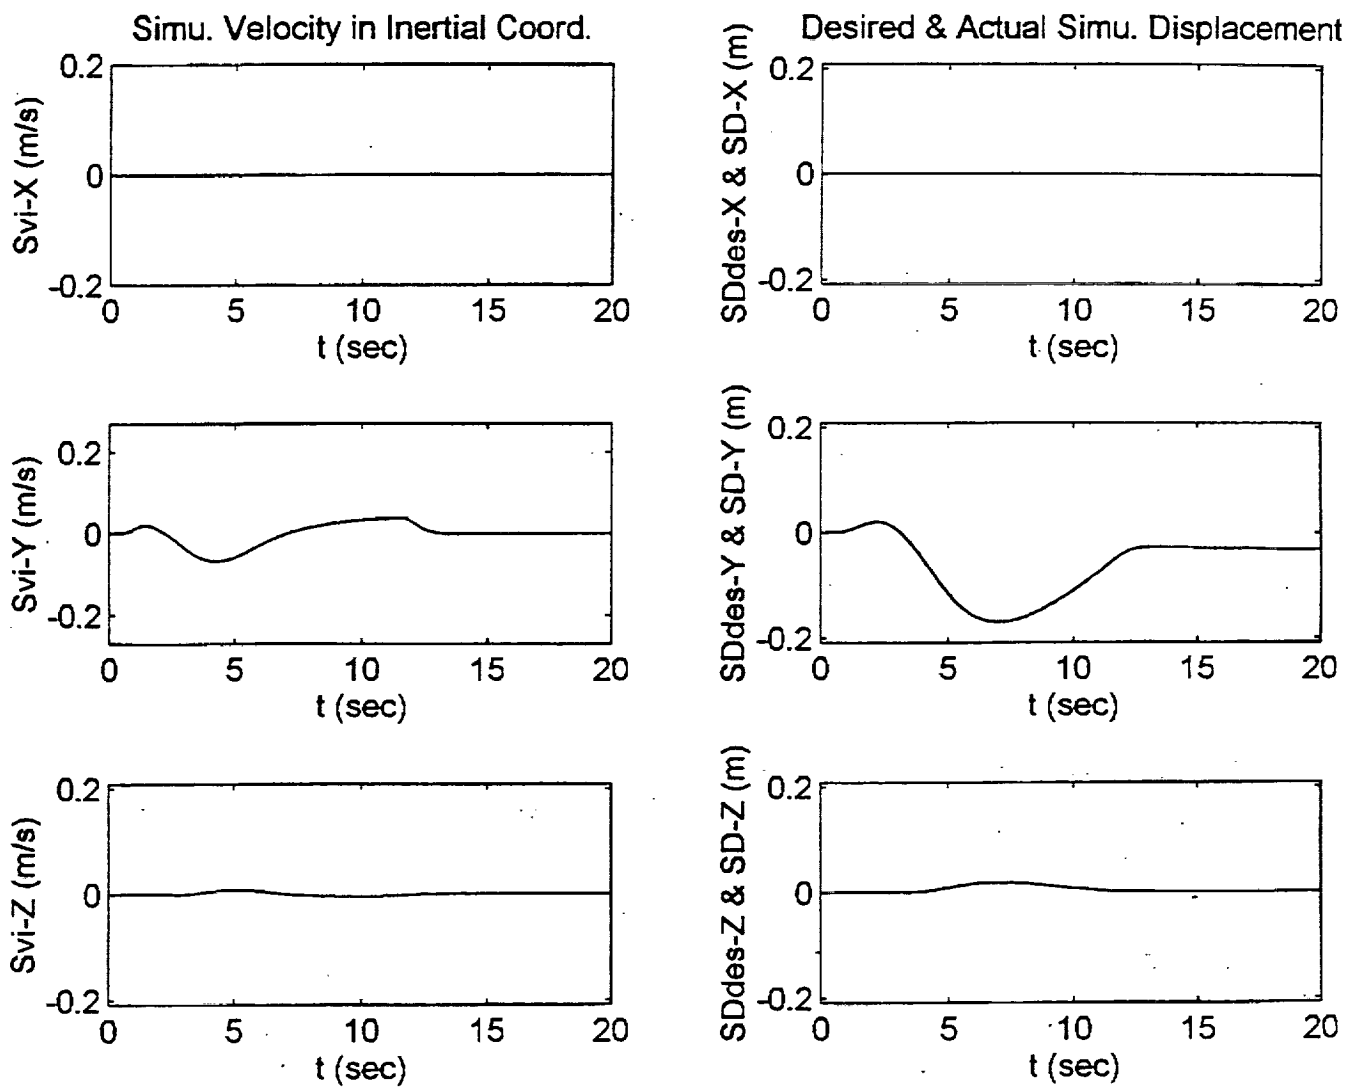 Simu. Velocity in Inertial Coord.
Svi-X (m/s)
0.2
0
-0.2
0 5 10 15 20
t (sec)
Desired & Actual Simu. Displacement
SDdes-X & SD-X (m)
0.2
0
-0.2
0 5 10 15 20
t (sec)
Svi-Y (m/s)
0.2
0
-0.2
0 5 10 15 20
t (sec)
SDdes-Y & SD-Y (m)
0.2
0
-0.2
0 5 10 15 20
t (sec)
Svi-Z (m/s)
0.2
0
-0.2
0 5 10 15 20
t (sec)
SDdes-Z & SD-Z (m)
0.2
0
-0.2
0 5 10 15 20
t (sec)